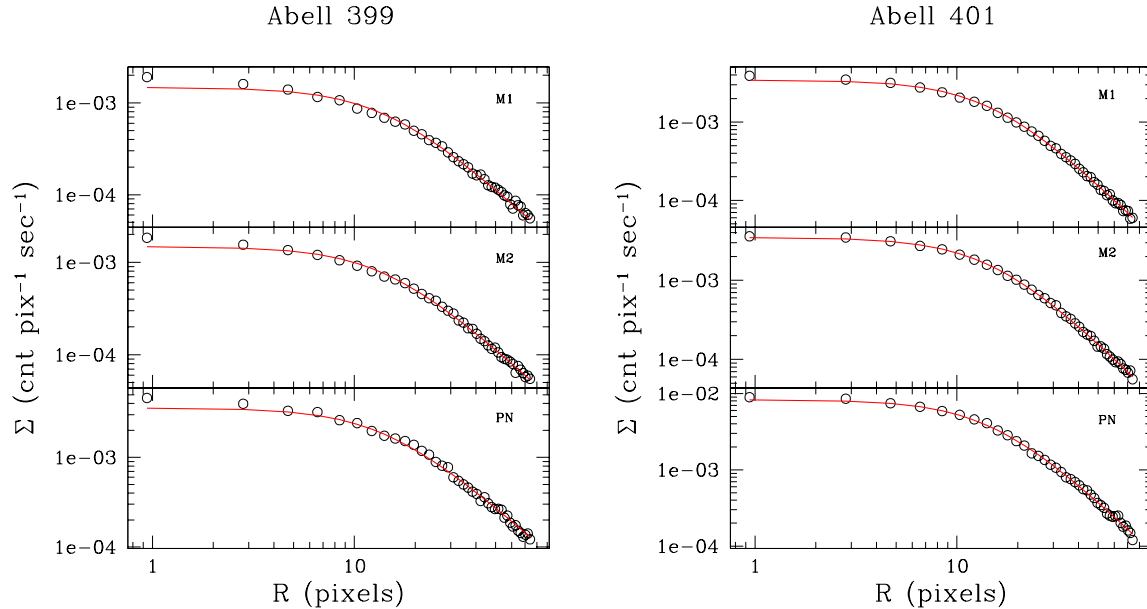 Abell 399
Abell 401
Σ (cnt pix⁻¹ sec⁻¹)
1e−03
1e−04
M1
1e−03
1e−04
M2
1e−03
1e−04
PN
1
10
R (pixels)
Σ (cnt pix⁻¹ sec⁻¹)
1e−03
1e−04
M1
1e−03
1e−04
M2
1e−02
1e−03
1e−04
PN
1
10
R (pixels)